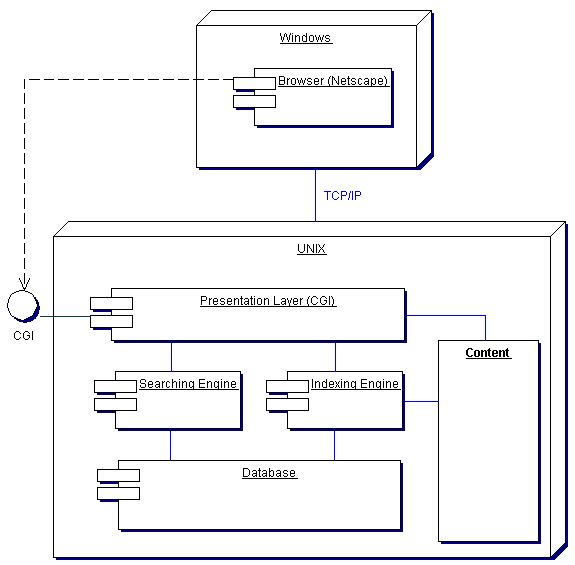 Windows
Browser (Netscape)
TCP/IP
UNIX
Presentation Layer (CGI)
CGI
Content
Searching Engine
Indexing Engine
Database